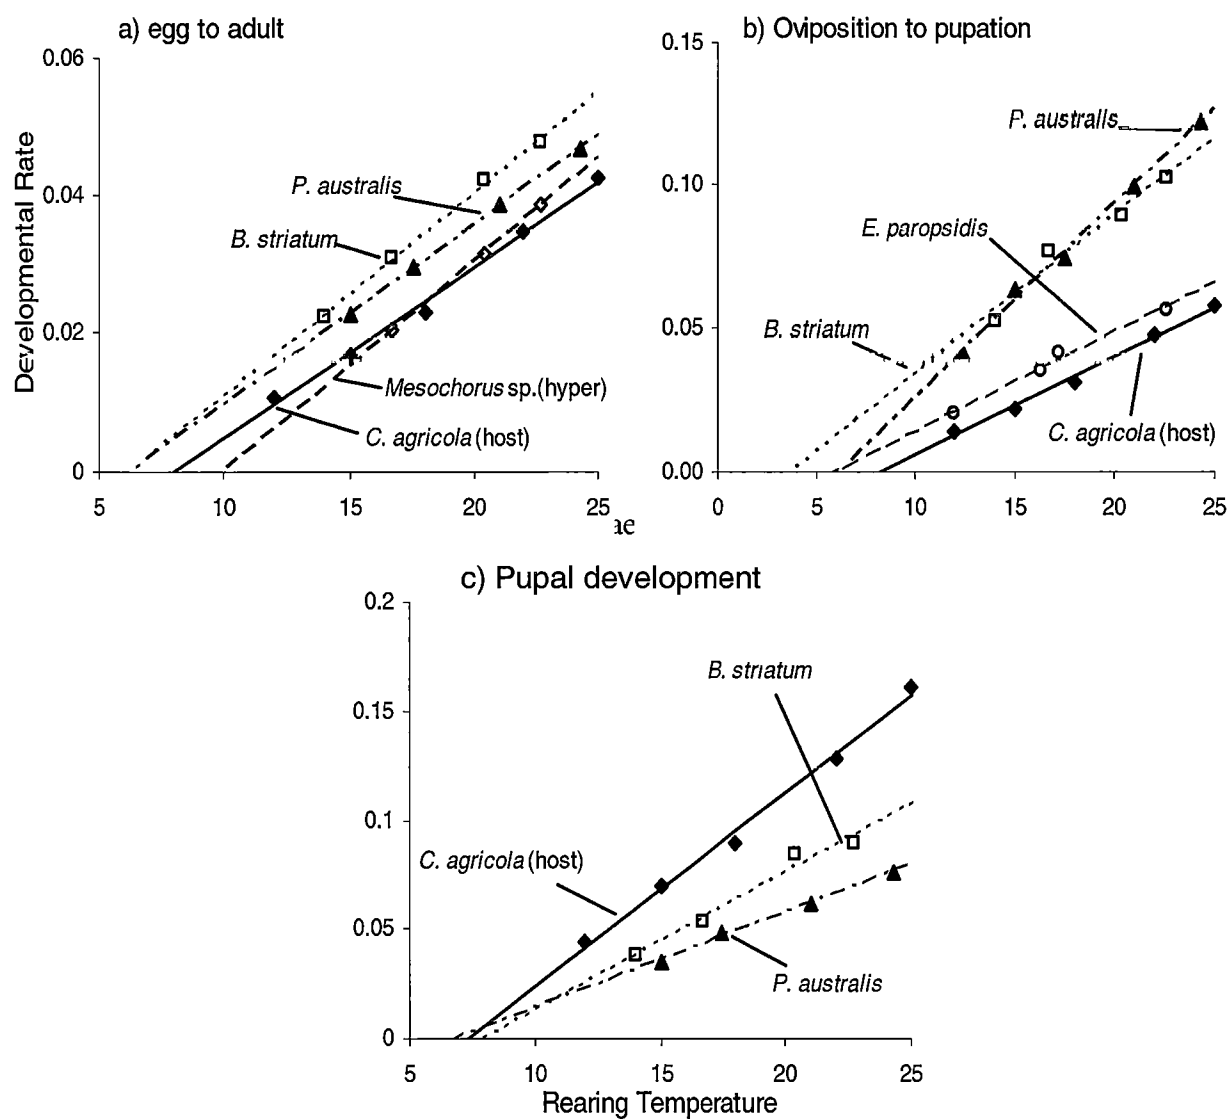 a) egg to adult
0.06
0.04
0.02
0
5
10
15
20
25
Developmental Rate
P. australis
B. striatum
Mesochorus sp.(hyper)
C. agricola (host)
ae
b) Oviposition to pupation
0.15
0.10
0.05
0.00
0
5
10
15
20
25
P. australls
E. paropsidis
B. striatum
C. agricola (host)
c) Pupal development
0.2
0.15
0.1
0.05
0
5
10
15
20
25
B. strıatum
C. agricola (host)
P. australis
Rearing Temperature